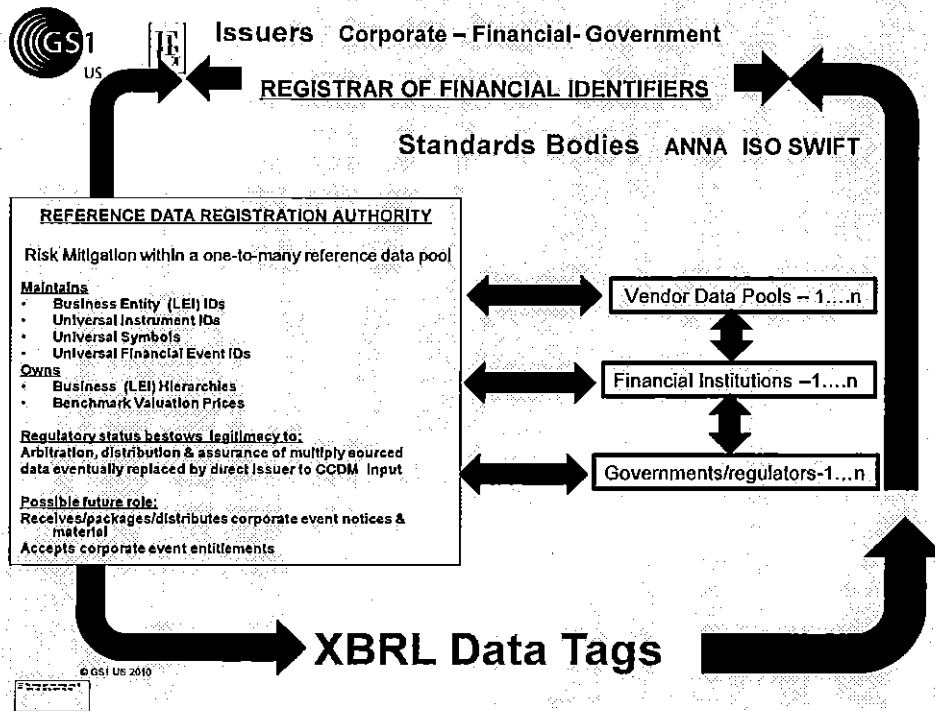 GS1
US
Issuers Corporate – Financial- Government
REGISTRAR OF FINANCIAL IDENTIFIERS
Standards Bodies ANNA ISO SWIFT
REFERENCE DATA REGISTRATION AUTHORITY
Risk Mitigation within a one-to-many reference data pool
Maintains
• Business Entity (LEI) IDs
• Universal Instrument IDs
• Universal Symbols
• Universal Financial Event IDs
Owns
• Business (LEI) Hierarchies
• Benchmark Valuation Prices
Regulatory status bestows legitimacy to:
Arbitration, distribution & assurance of multiply sourced
data eventually replaced by direct Issuer to CCDM Input
Possible future role:
Receives/packages/distributes corporate event notices &
material
Accepts corporate event entitlements
Vendor Data Pools – 1....n
Financial Institutions –1....n
Governments/regulators-1...n
XBRL Data Tags
© GS1 US 2010